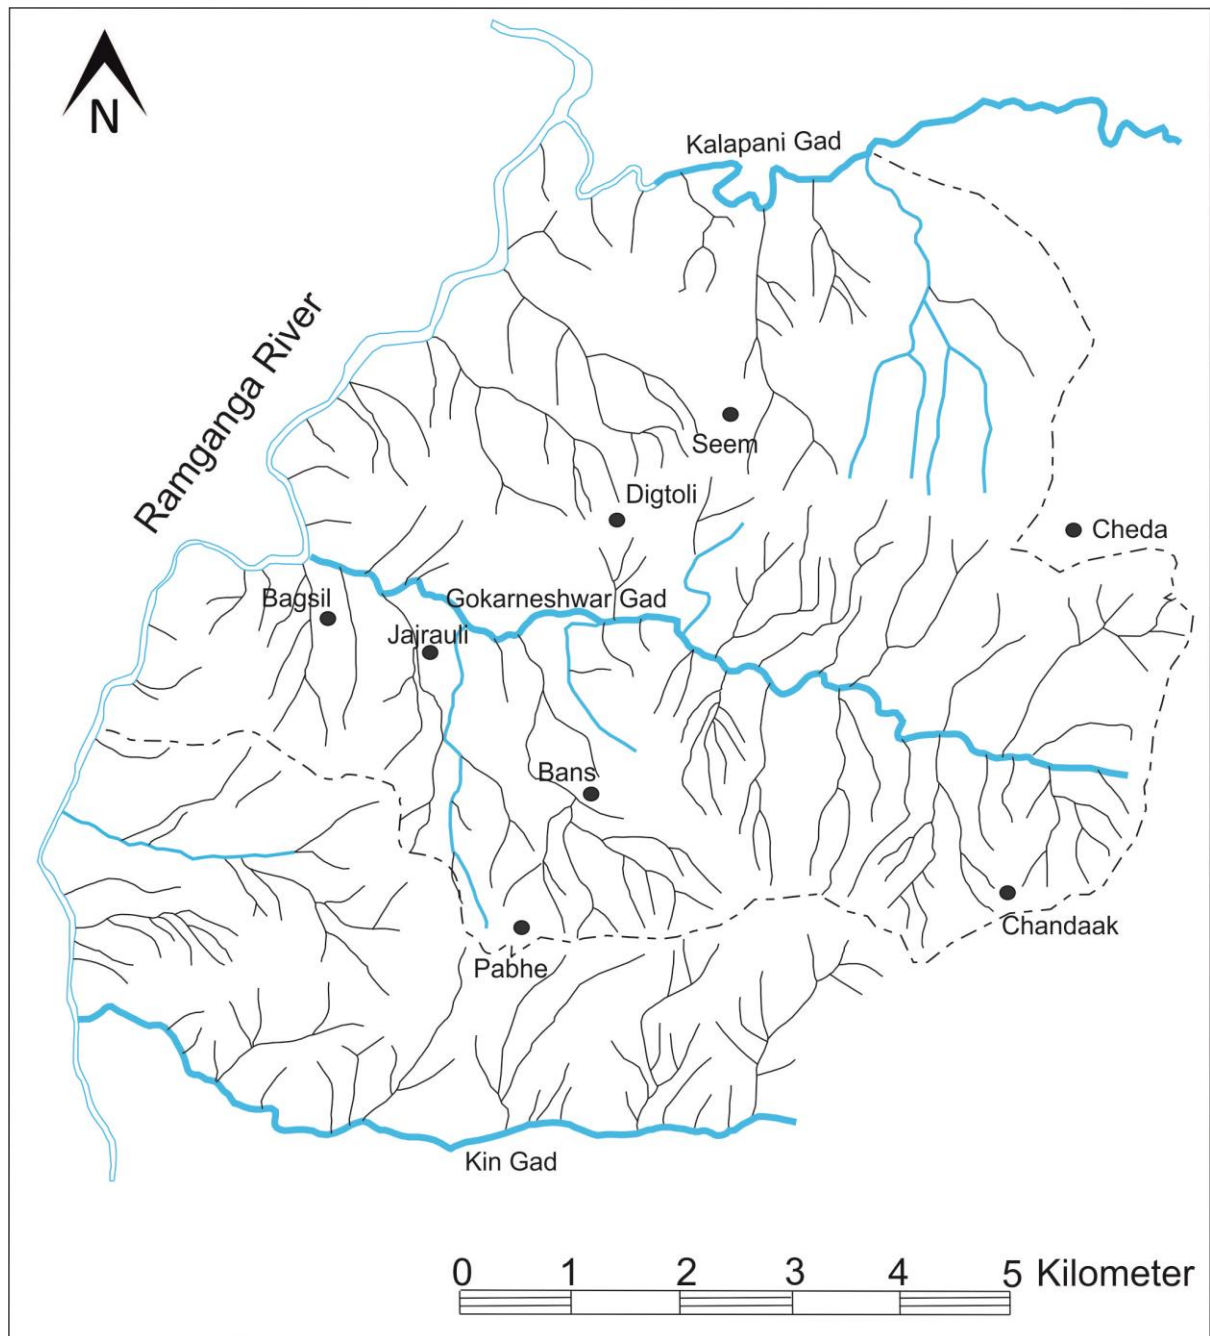 N
Kalapani Gad
Ramganga River
Seem
Digtoli
Cheda
Bagsil
Gokarneshwar Gad
Jajrauli
Bans
Chandaak
Pabhe
Kin Gad
0 1 2 3 4 5 Kilometer